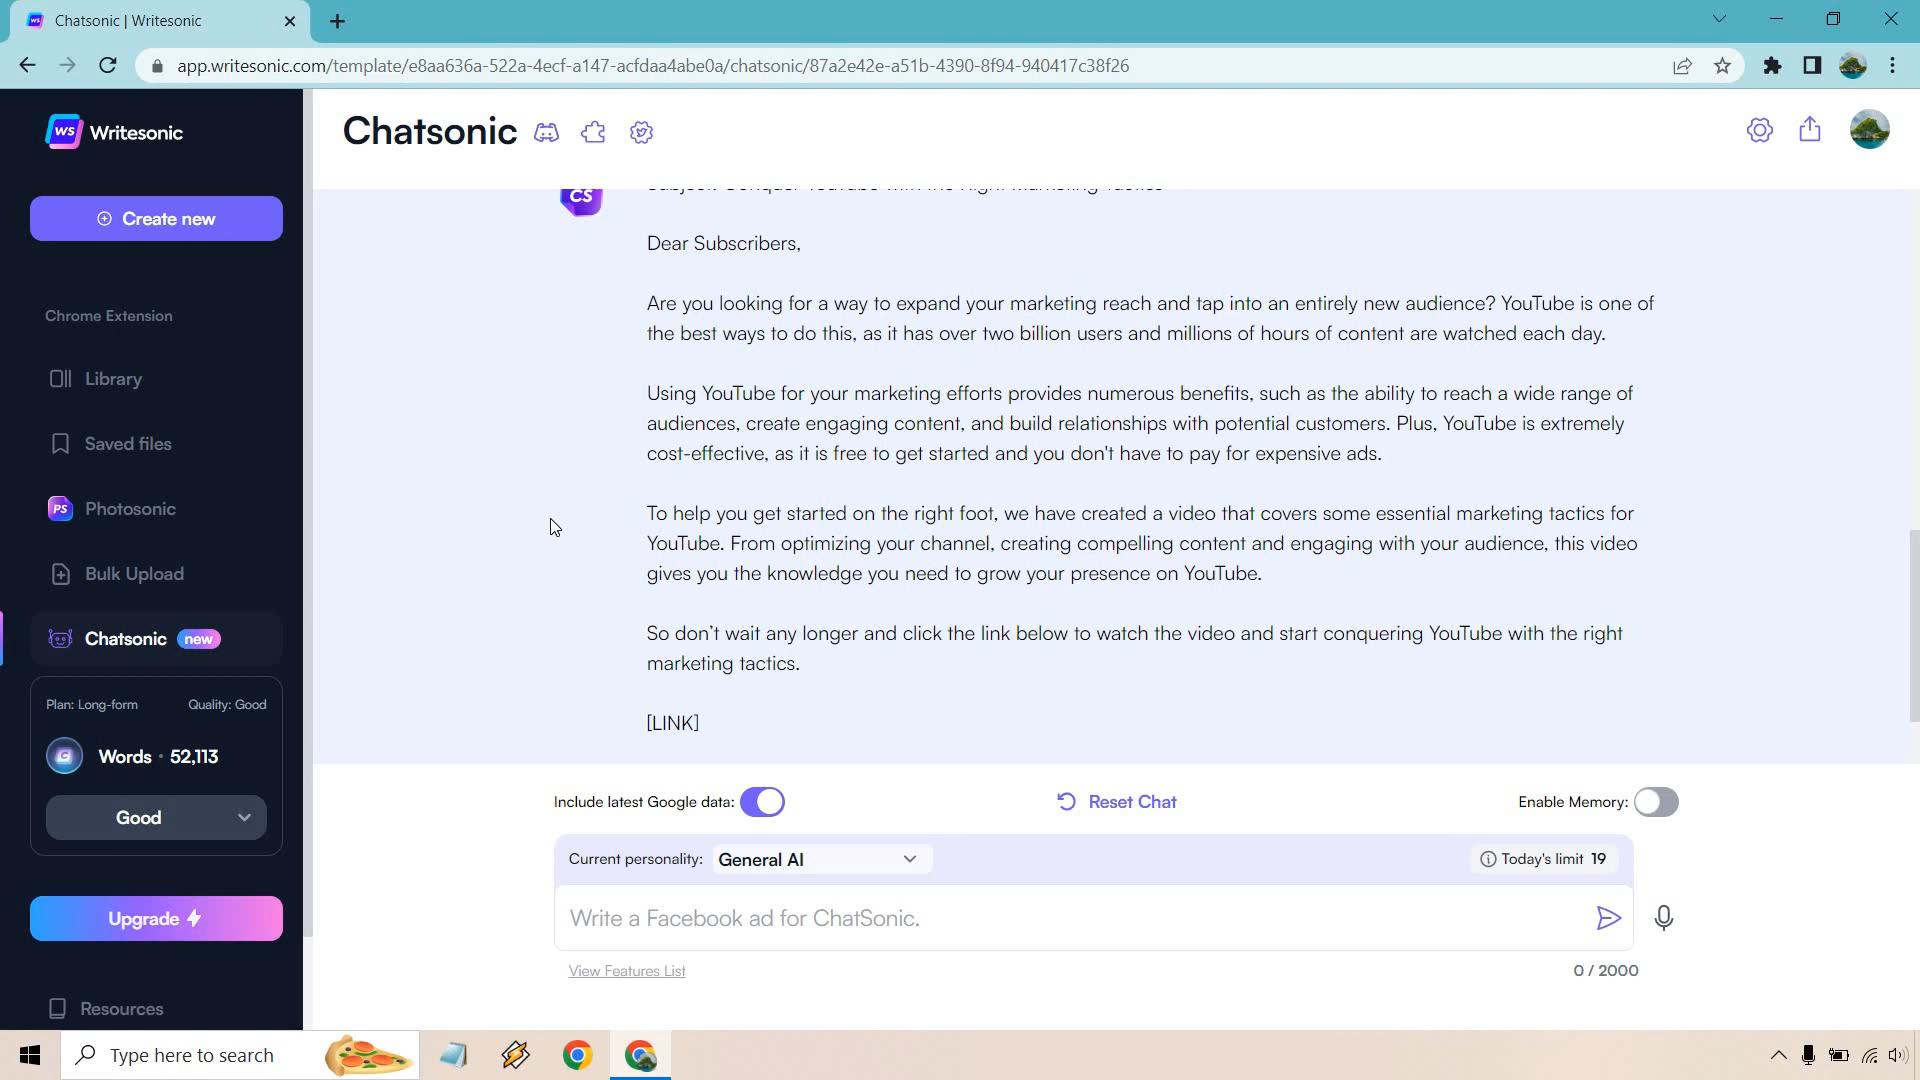 Chatsonic | Writesonic
app.writesonic.com/template/e8aa636a-522a-4ecf-a147-acfdaa4abe0a/chatsonic/87a2e42e-a51b-4390-8f94-940417c38f26
WS Writesonic
Create new
Chrome Extension
Library
Saved files
PS Photosonic
Bulk Upload
Chatsonic new
Plan: Long-form Quality: Good
Words · 52,113
Good
Upgrade
Resources
Chatsonic
CS
Subject: Conquer YouTube with the Right Marketing Tactics
Dear Subscribers,
Are you looking for a way to expand your marketing reach and tap into an entirely new audience? YouTube is one of
the best ways to do this, as it has over two billion users and millions of hours of content are watched each day.
Using YouTube for your marketing efforts provides numerous benefits, such as the ability to reach a wide range of
audiences, create engaging content, and build relationships with potential customers. Plus, YouTube is extremely
cost-effective, as it is free to get started and you don't have to pay for expensive ads.
To help you get started on the right foot, we have created a video that covers some essential marketing tactics for
YouTube. From optimizing your channel, creating compelling content and engaging with your audience, this video
gives you the knowledge you need to grow your presence on YouTube.
So don’t wait any longer and click the link below to watch the video and start conquering YouTube with the right
marketing tactics.
[LINK]
Include latest Google data: Reset Chat Enable Memory:
Current personality: General AI Today's limit 19
Write a Facebook ad for ChatSonic.
View Features List 0 / 2000
Type here to search